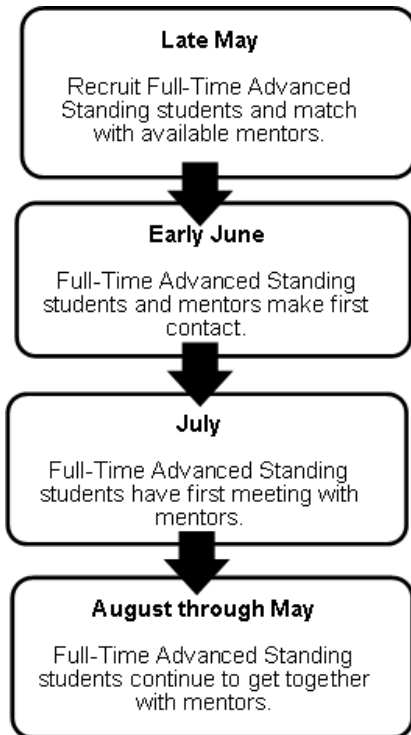 Late May
Recruit Full-Time Advanced
Standing students and match
with available mentors.
Early June
Full-Time Advanced Standing
students and mentors make first
contact.
July
Full-Time Advanced Standing
students have first meeting with
mentors.
August through May
Full-Time Advanced Standing
students continue to get together
with mentors.